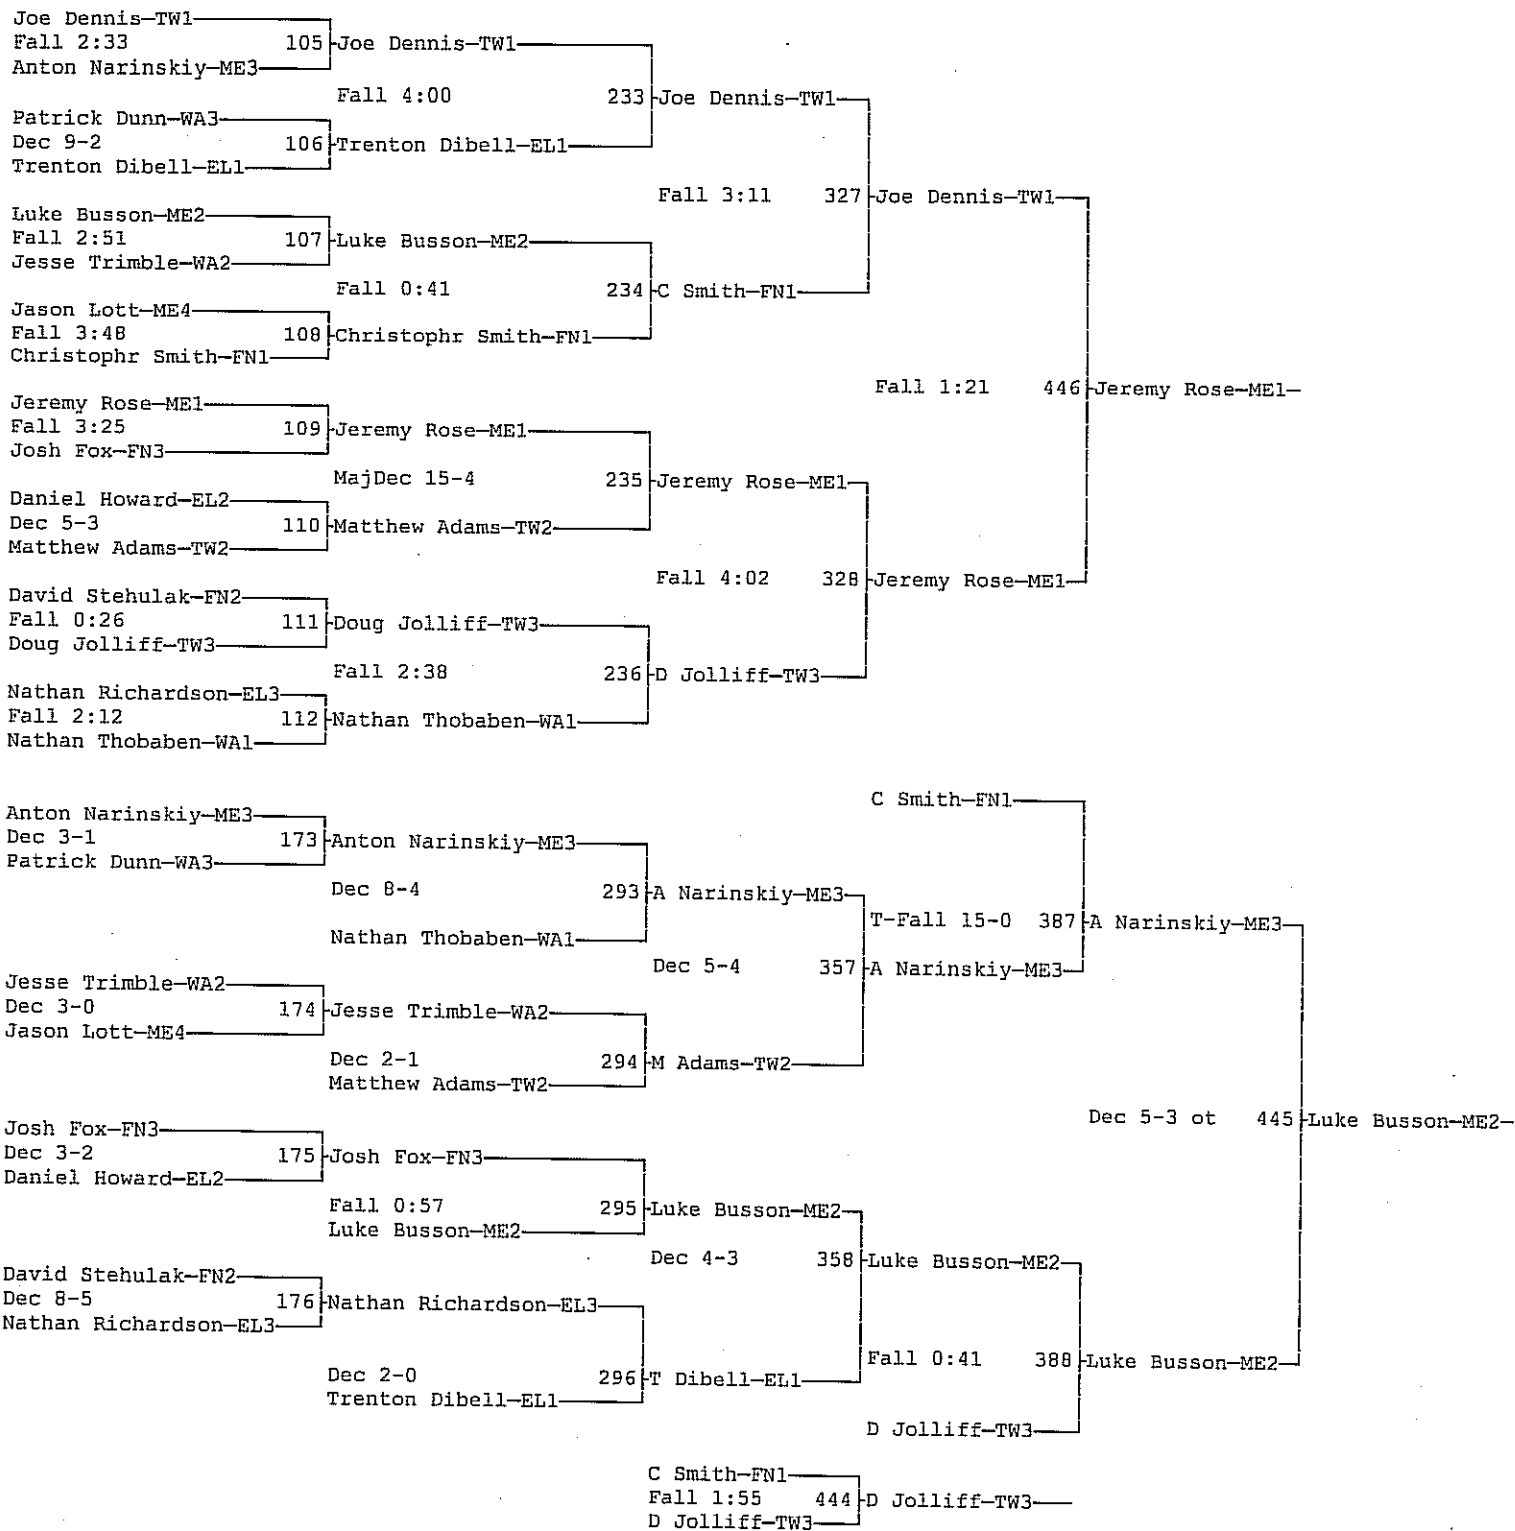 Joe Dennis-TW1
Fall 2:33 105 Joe Dennis-TW1
Anton Narinskiy-ME3
Fall 4:00 233 Joe Dennis-TW1
Patrick Dunn-WA3
Dec 9-2 106 Trenton Dibell-EL1
Trenton Dibell-EL1
Fall 3:11 327 Joe Dennis-TW1
Luke Busson-ME2
Fall 2:51 107 Luke Busson-ME2
Jesse Trimble-WA2
Fall 0:41 234 C Smith-FN1
Jason Lott-ME4
Fall 3:48 108 Christophr Smith-FN1
Christophr Smith-FN1
Fall 1:21 446 Jeremy Rose-ME1
Jeremy Rose-ME1
Fall 3:25 109 Jeremy Rose-ME1
Josh Fox-FN3
MajDec 15-4 235 Jeremy Rose-ME1
Daniel Howard-EL2
Dec 5-3 110 Matthew Adams-TW2
Matthew Adams-TW2
Fall 4:02 328 Jeremy Rose-ME1
David Stehulak-FN2
Fall 0:26 111 Doug Jolliff-TW3
Doug Jolliff-TW3
Fall 2:38 236 D Jolliff-TW3
Nathan Richardson-EL3
Fall 2:12 112 Nathan Thobaben-WA1
Nathan Thobaben-WA1
C Smith-FN1
Anton Narinskiy-ME3
Dec 3-1 173 Anton Narinskiy-ME3
Patrick Dunn-WA3
Dec 8-4 293 A Narinskiy-ME3
T-Fall 15-0 387 A Narinskiy-ME3
Nathan Thobaben-WA1
Dec 5-4 357 A Narinskiy-ME3
Jesse Trimble-WA2
Dec 3-0 174 Jesse Trimble-WA2
Jason Lott-ME4
Dec 2-1 294 M Adams-TW2
Matthew Adams-TW2
Dec 5-3 ot 445 Luke Busson-ME2
Josh Fox-FN3
Dec 3-2 175 Josh Fox-FN3
Daniel Howard-EL2
Fall 0:57 295 Luke Busson-ME2
Luke Busson-ME2
Dec 4-3 358 Luke Busson-ME2
David Stehulak-FN2
Dec 8-5 176 Nathan Richardson-EL3
Nathan Richardson-EL3
Fall 0:41 388 Luke Busson-ME2
Dec 2-0 296 T Dibell-EL1
Trenton Dibell-EL1
D Jolliff-TW3
C Smith-FN1
Fall 1:55 444 D Jolliff-TW3
D Jolliff-TW3